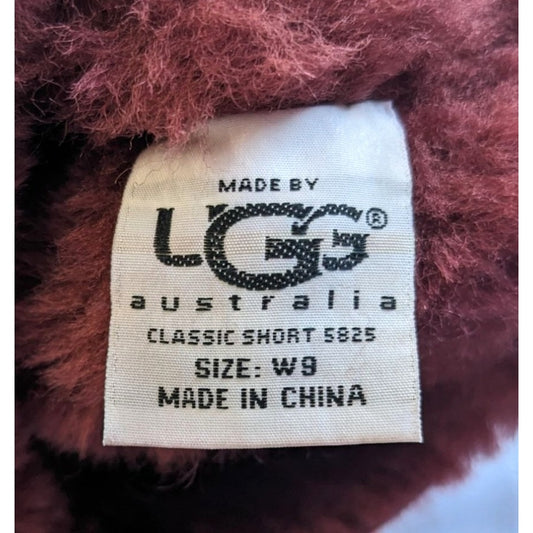 MADE BY
UGG®
australia
CLASSIC SHORT 5825
SIZE: W9
MADE IN CHINA